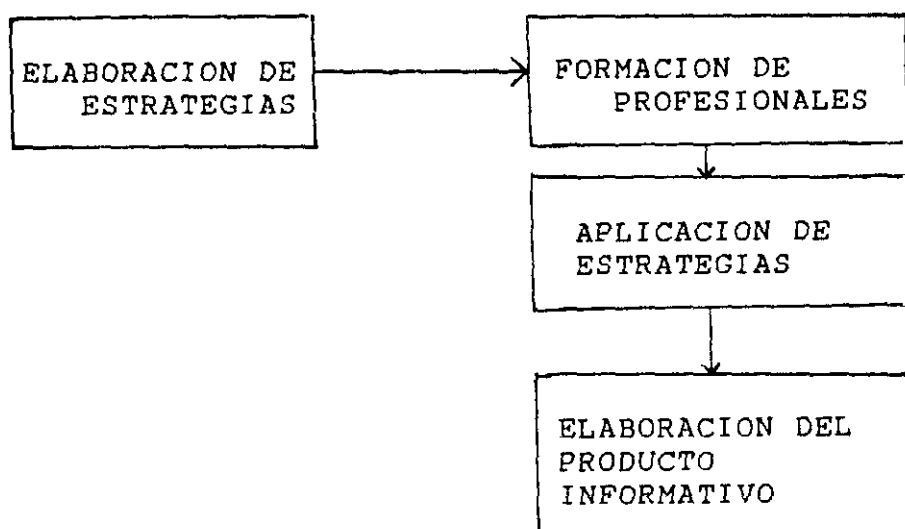 ELABORACION DE
ESTRATEGIAS
FORMACION DE
PROFESIONALES
APLICACION DE
ESTRATEGIAS
ELABORACION DEL
PRODUCTO
INFORMATIVO